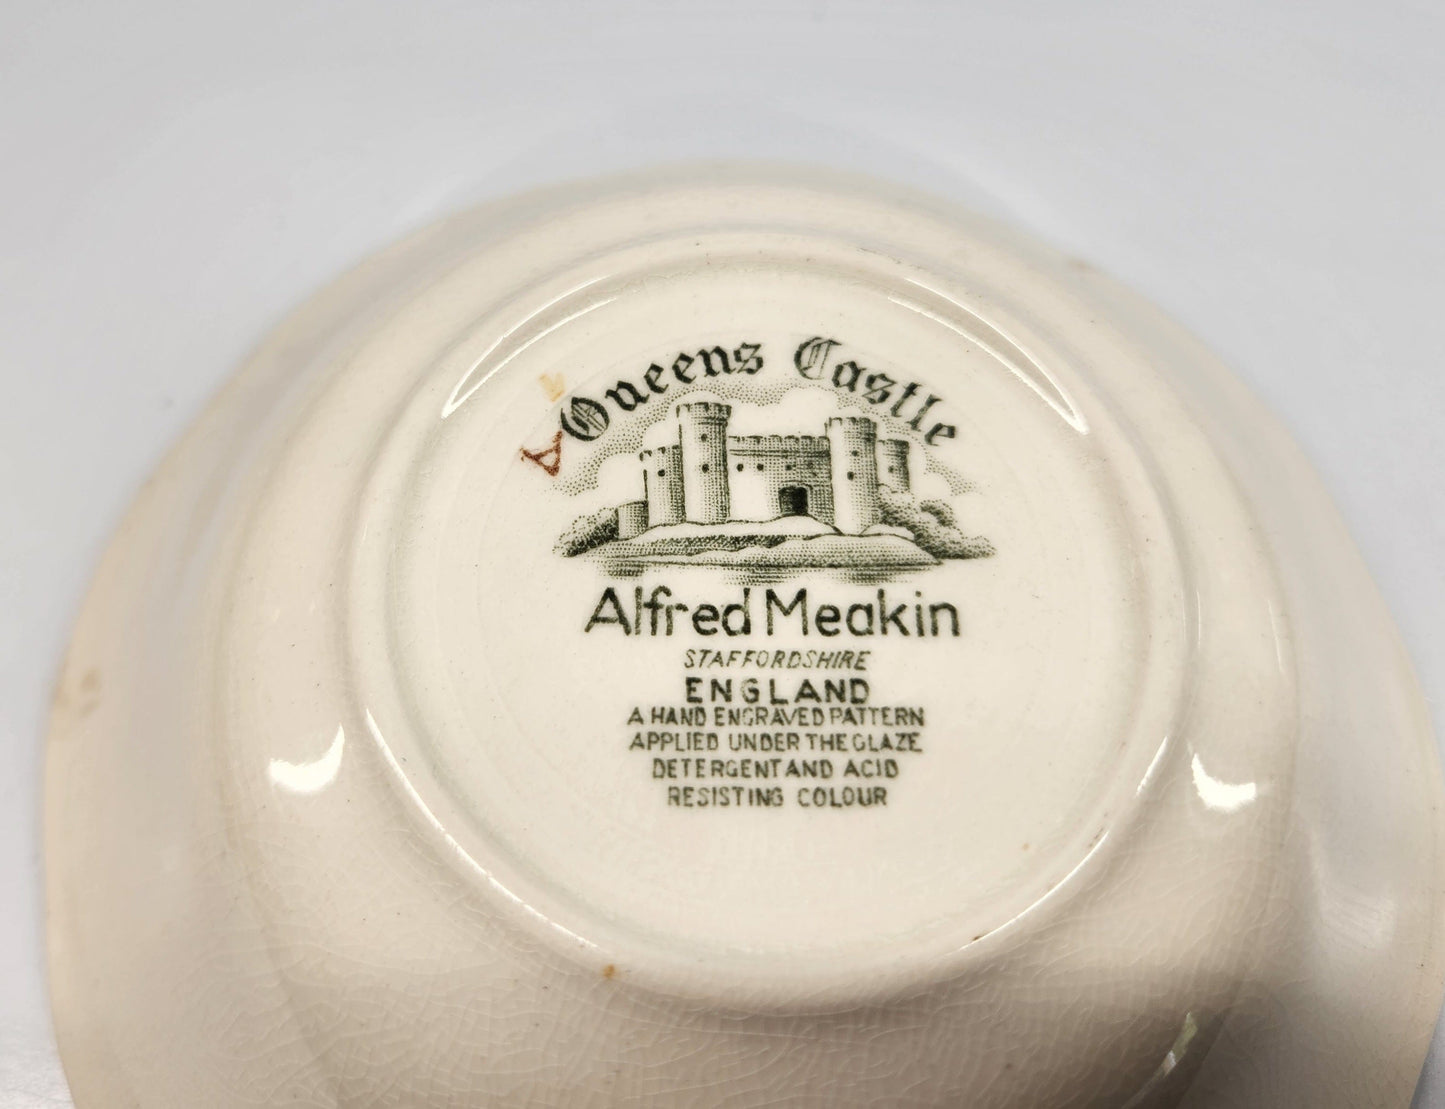 Queens Castle
A
Alfred Meakin
STAFFORDSHIRE
ENGLAND
A HAND ENGRAVED PATTERN
APPLIED UNDER THE GLAZE
DETERGENT AND ACID
RESISTING COLOUR